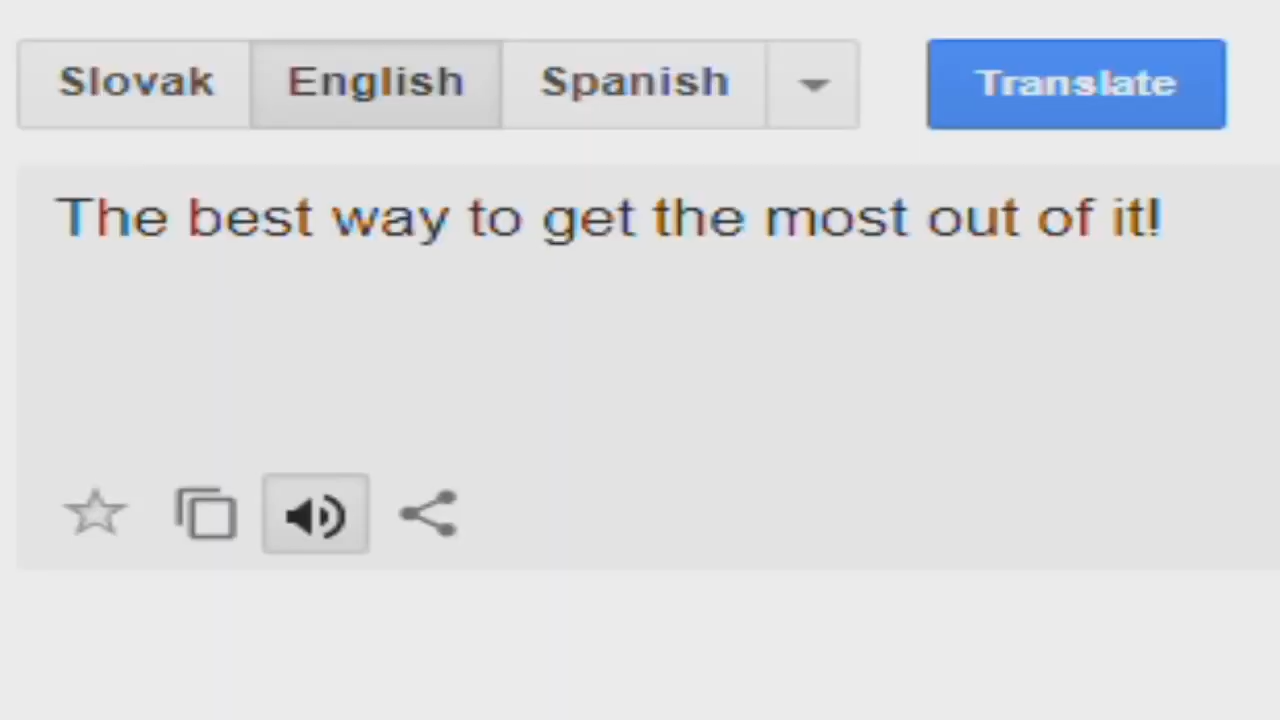 Slovak English Spanish Translate
The best way to get the most out of it!